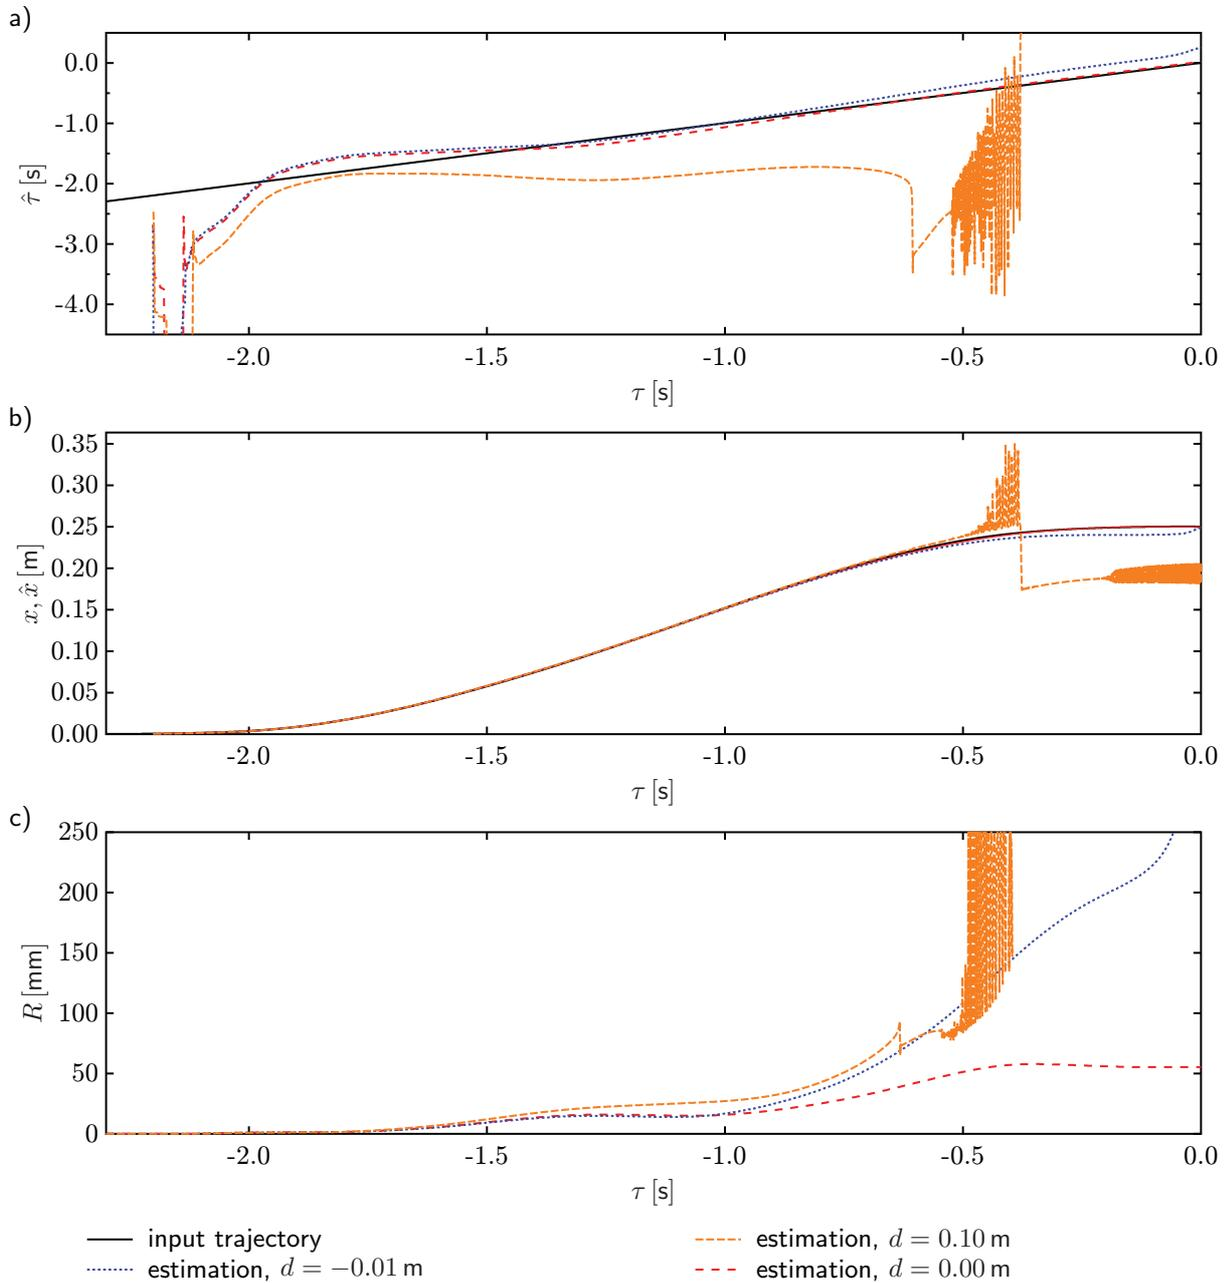 a)
0.0
-1.0
-2.0
-3.0
-4.0
τ̂ [s]
-2.0 -1.5 -1.0 -0.5 0.0
τ [s]
b)
0.35
0.30
0.25
0.20
0.15
0.10
0.05
0.00
x, x̂ [m]
-2.0 -1.5 -1.0 -0.5 0.0
τ [s]
c)
250
200
150
100
50
0
R [mm]
-2.0 -1.5 -1.0 -0.5 0.0
τ [s]
input trajectory estimation, d = 0.10 m
estimation, d = −0.01 m estimation, d = 0.00 m